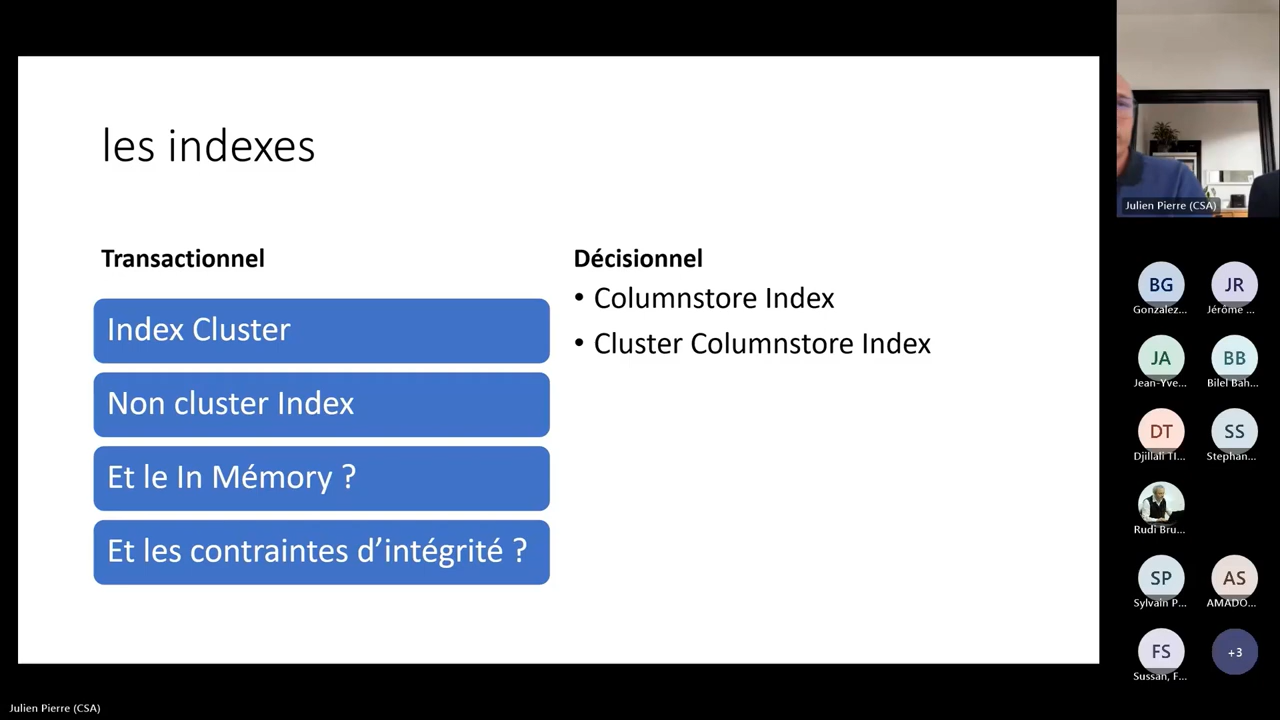 les indexes
Transactionnel
Index Cluster
Non cluster Index
Et le In Mémory ?
Et les contraintes d’intégrité ?
Décisionnel
• Columnstore Index
• Cluster Columnstore Index
Julien Pierre (CSA)
BG
Gonzalez...
JR
Jérôme ...
JA
Jean-Yve...
BB
Bilel Bah...
DT
Djillali TI...
SS
Stephan...
Rudi Bru...
SP
Sylvain P...
AS
AMADO...
FS
Sussan, F...
+3
Julien Pierre (CSA)